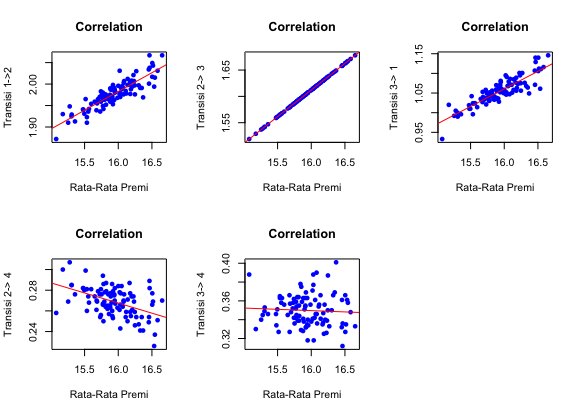 Correlation
Transisi 1->2
1.90
2.00
15.5 16.0 16.5
Rata-Rata Premi
Correlation
Transisi 2-> 3
1.55
1.65
15.5 16.0 16.5
Rata-Rata Premi
Correlation
Transisi 3-> 1
0.95
1.05
1.15
15.5 16.0 16.5
Rata-Rata Premi
Correlation
Transisi 2-> 4
0.24
0.28
15.5 16.0 16.5
Rata-Rata Premi
Correlation
Transisi 3-> 4
0.32
0.36
0.40
15.5 16.0 16.5
Rata-Rata Premi